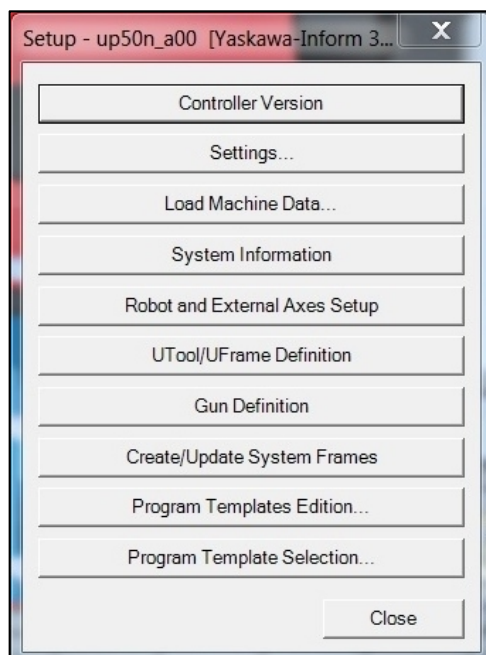 Setup - up50n_a00 [Yaskawa-Inform 3...
X
Controller Version
Settings...
Load Machine Data...
System Information
Robot and External Axes Setup
UTool/UFrame Definition
Gun Definition
Create/Update System Frames
Program Templates Edition...
Program Template Selection...
Close